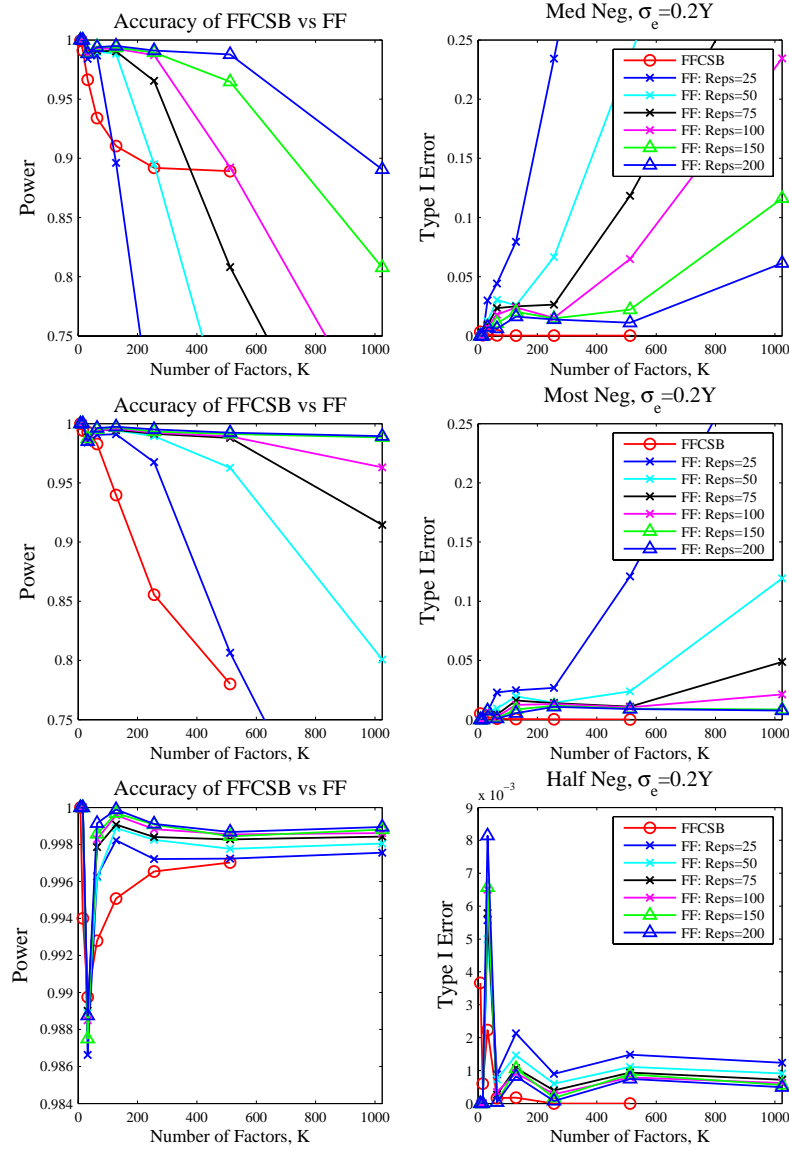 Accuracy of FFCSB vs FF
1
0.95
0.9
0.85
0.8
0.75
Power
0 200 400 600 800 1000
Number of Factors, K
Med Neg, σe=0.2Y
0.25
0.2
0.15
0.1
0.05
0
Type I Error
FFCSB
FF: Reps=25
FF: Reps=50
FF: Reps=75
FF: Reps=100
FF: Reps=150
FF: Reps=200
0 200 400 600 800 1000
Number of Factors, K
Accuracy of FFCSB vs FF
1
0.95
0.9
0.85
0.8
0.75
Power
0 200 400 600 800 1000
Number of Factors, K
Most Neg, σe=0.2Y
0.25
0.2
0.15
0.1
0.05
0
Type I Error
FFCSB
FF: Reps=25
FF: Reps=50
FF: Reps=75
FF: Reps=100
FF: Reps=150
FF: Reps=200
0 200 400 600 800 1000
Number of Factors, K
Accuracy of FFCSB vs FF
1
0.998
0.996
0.994
0.992
0.99
0.988
0.986
0.984
Power
0 200 400 600 800 1000
Number of Factors, K
Half Neg, σe=0.2Y
x 10⁻³
9
8
7
6
5
4
3
2
1
0
Type I Error
FFCSB
FF: Reps=25
FF: Reps=50
FF: Reps=75
FF: Reps=100
FF: Reps=150
FF: Reps=200
0 200 400 600 800 1000
Number of Factors, K